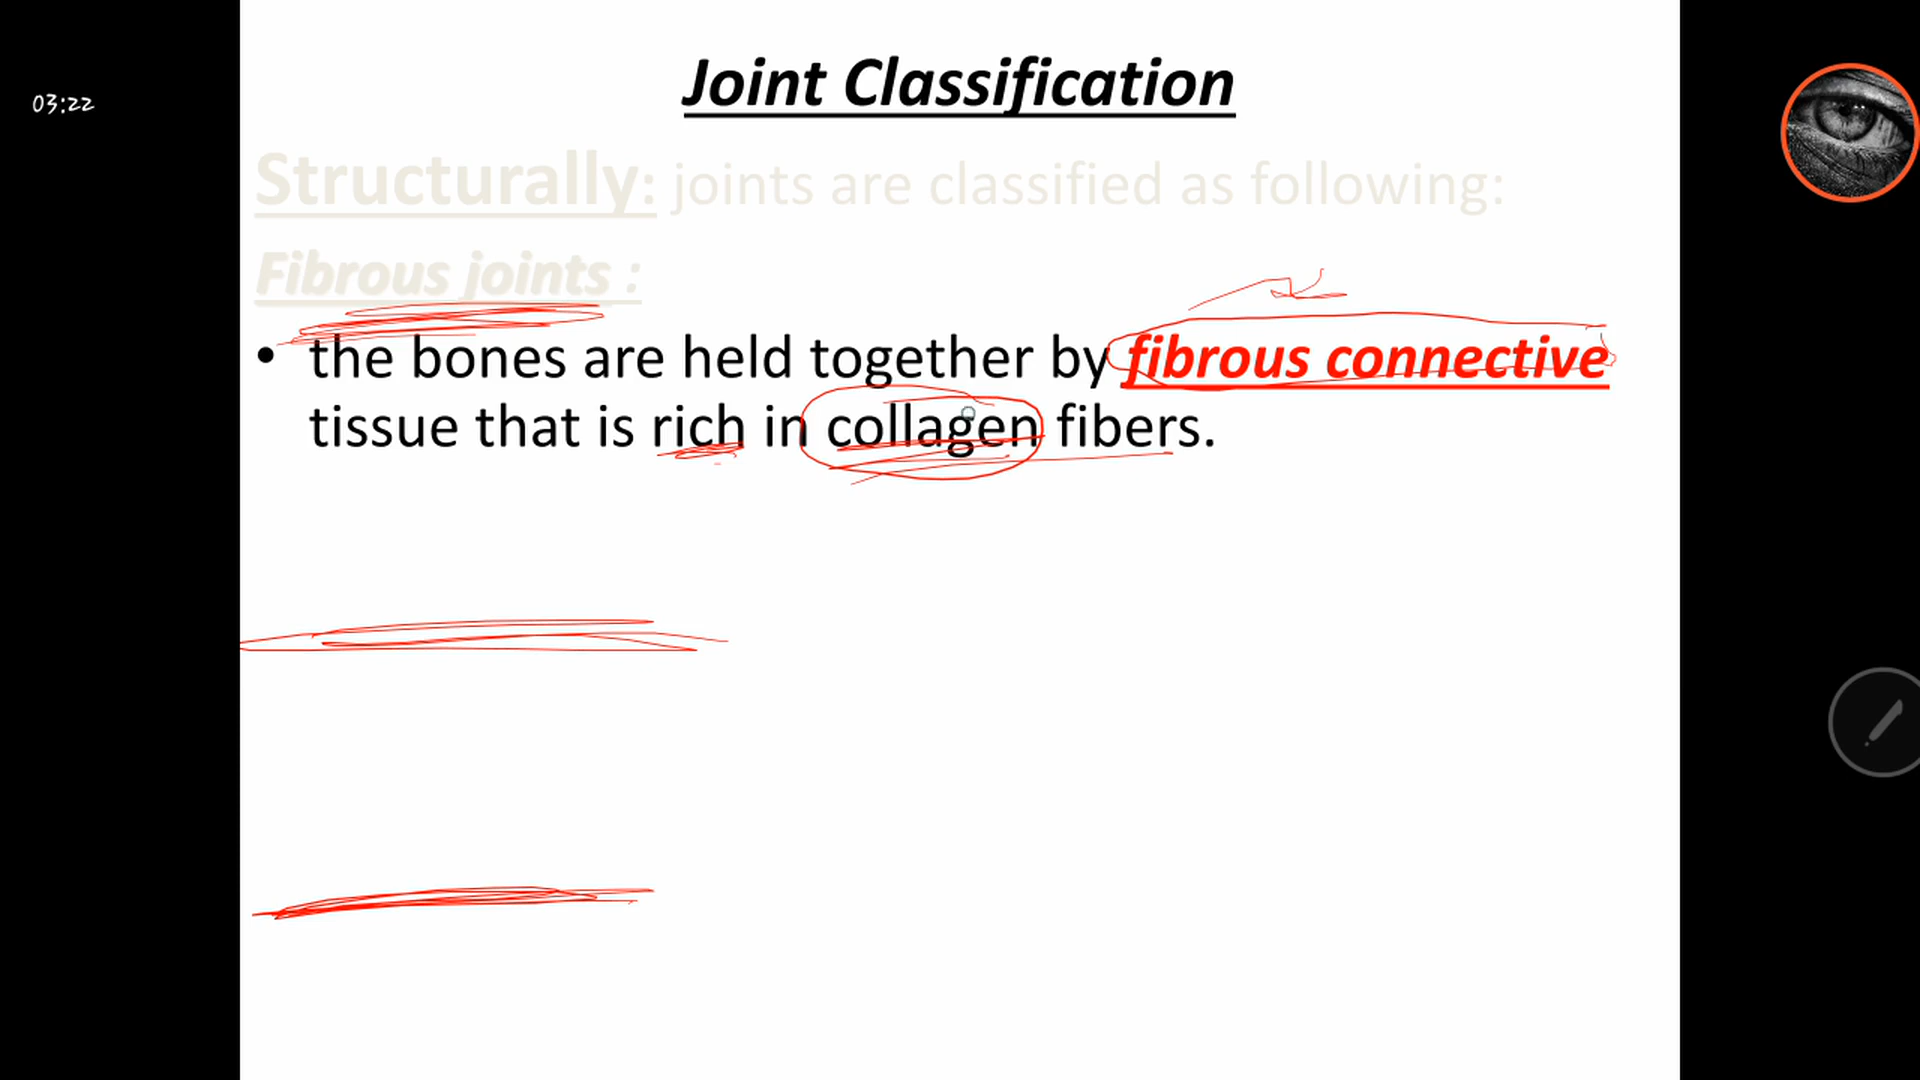 03:22
Joint Classification
Structurally: joints are classified as following:
Fibrous joints :
• the bones are held together by fibrous connective
tissue that is rich in collagen fibers.